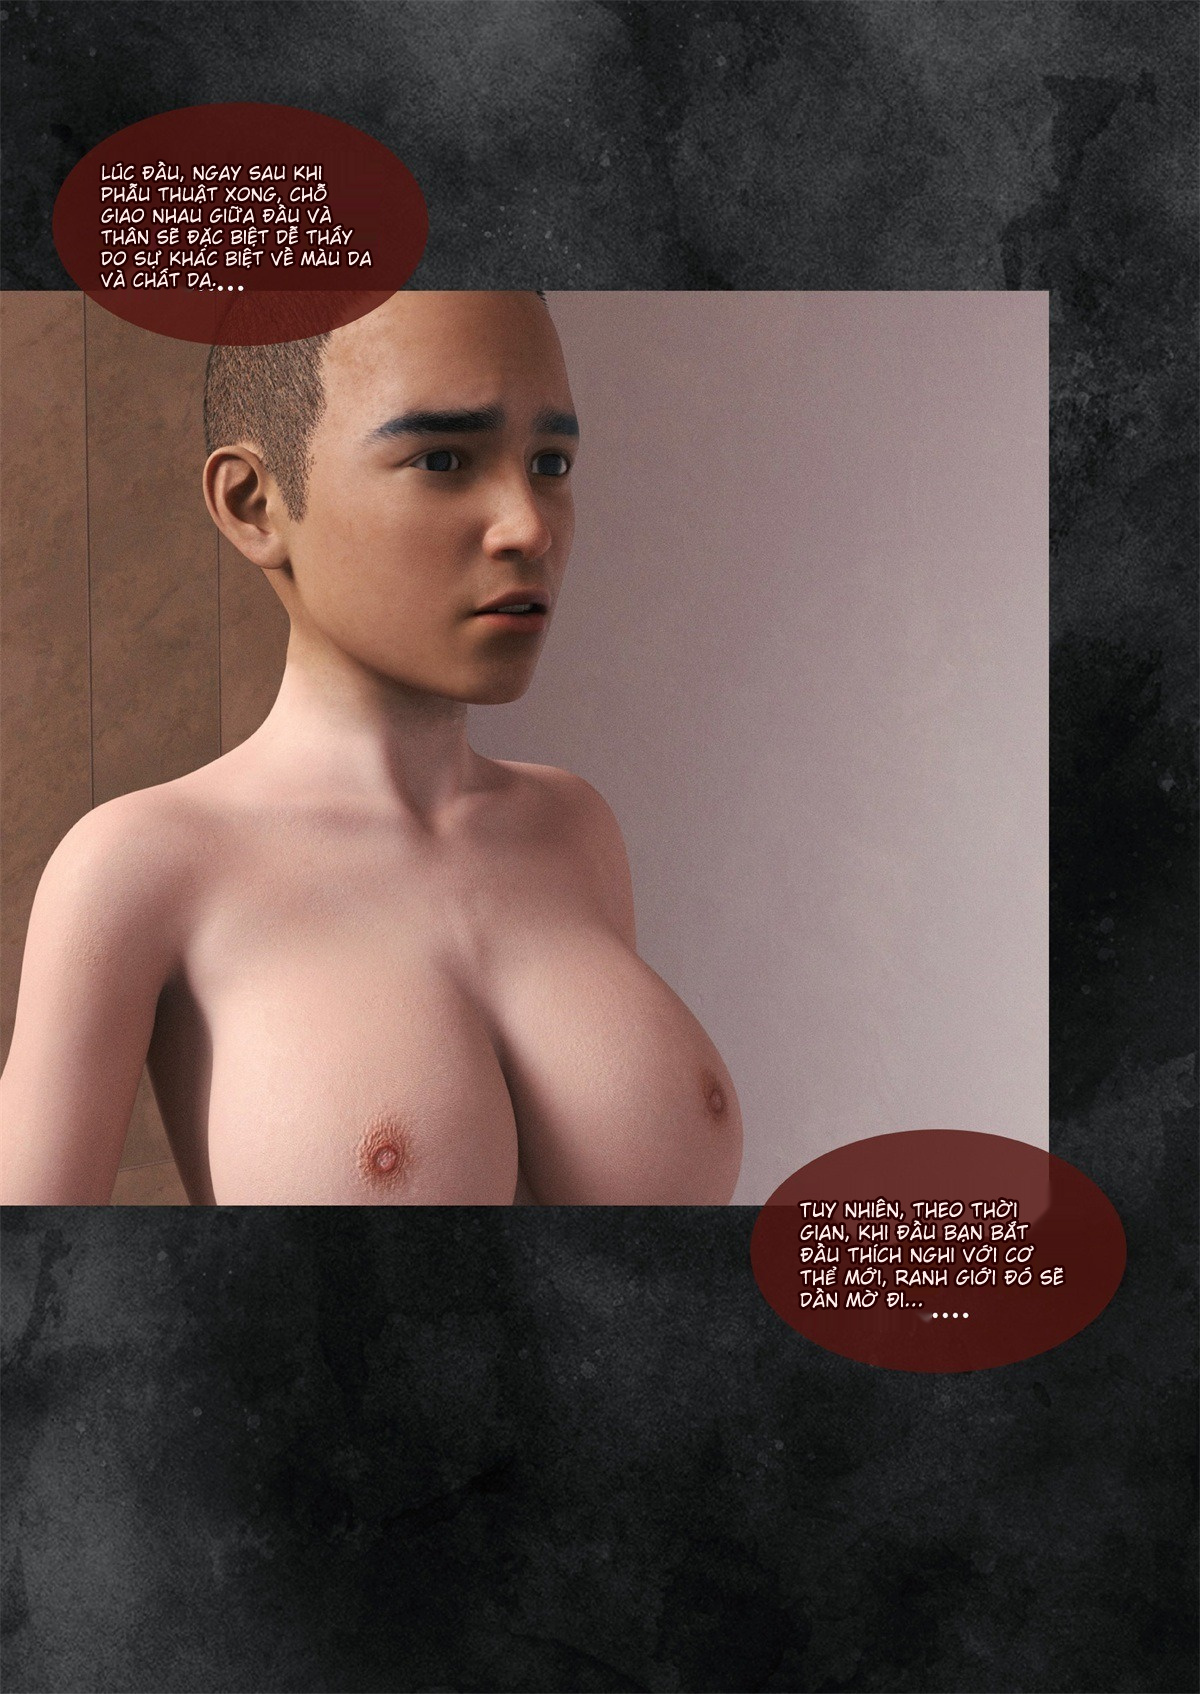 LÚC ĐẦU, NGAY SAU KHI
PHẪU THUẬT XONG, CHỖ
GIAO NHAU GIỮA ĐẦU VÀ
THÂN SẼ ĐẶC BIỆT DỄ THẤY
DO SỰ KHÁC BIỆT VỀ MÀU DA
VÀ CHẤT DA....
TUY NHIÊN, THEO THỜI
GIAN, KHI ĐẦU BẠN BẮT
ĐẦU THÍCH NGHI VỚI CƠ
THỂ MỚI, RANH GIỚI ĐÓ SẼ
DẦN MỜ ĐI... ....